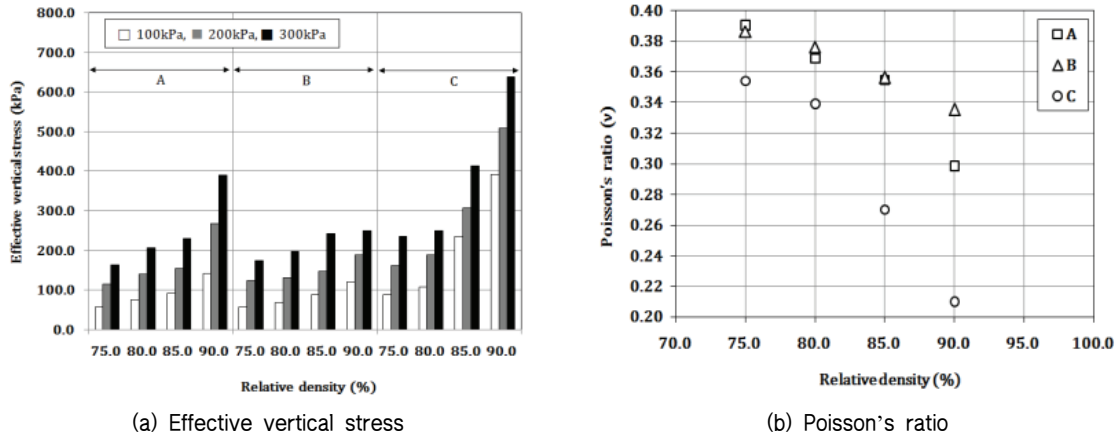 800.0
700.0
600.0
500.0
400.0
300.0
200.0
100.0
0.0
Effective vertical stress (kPa)
100kPa, 200kPa, 300kPa
A B C
75.0 80.0 85.0 90.0 75.0 80.0 85.0 90.0 75.0 80.0 85.0 90.0
Relative density (%)
(a) Effective vertical stress
0.40
0.38
0.36
0.34
0.32
0.30
0.28
0.26
0.24
0.22
0.20
Poisson's ratio (ν)
A
B
C
70.0 75.0 80.0 85.0 90.0 95.0 100.0
Relative density (%)
(b) Poisson's ratio